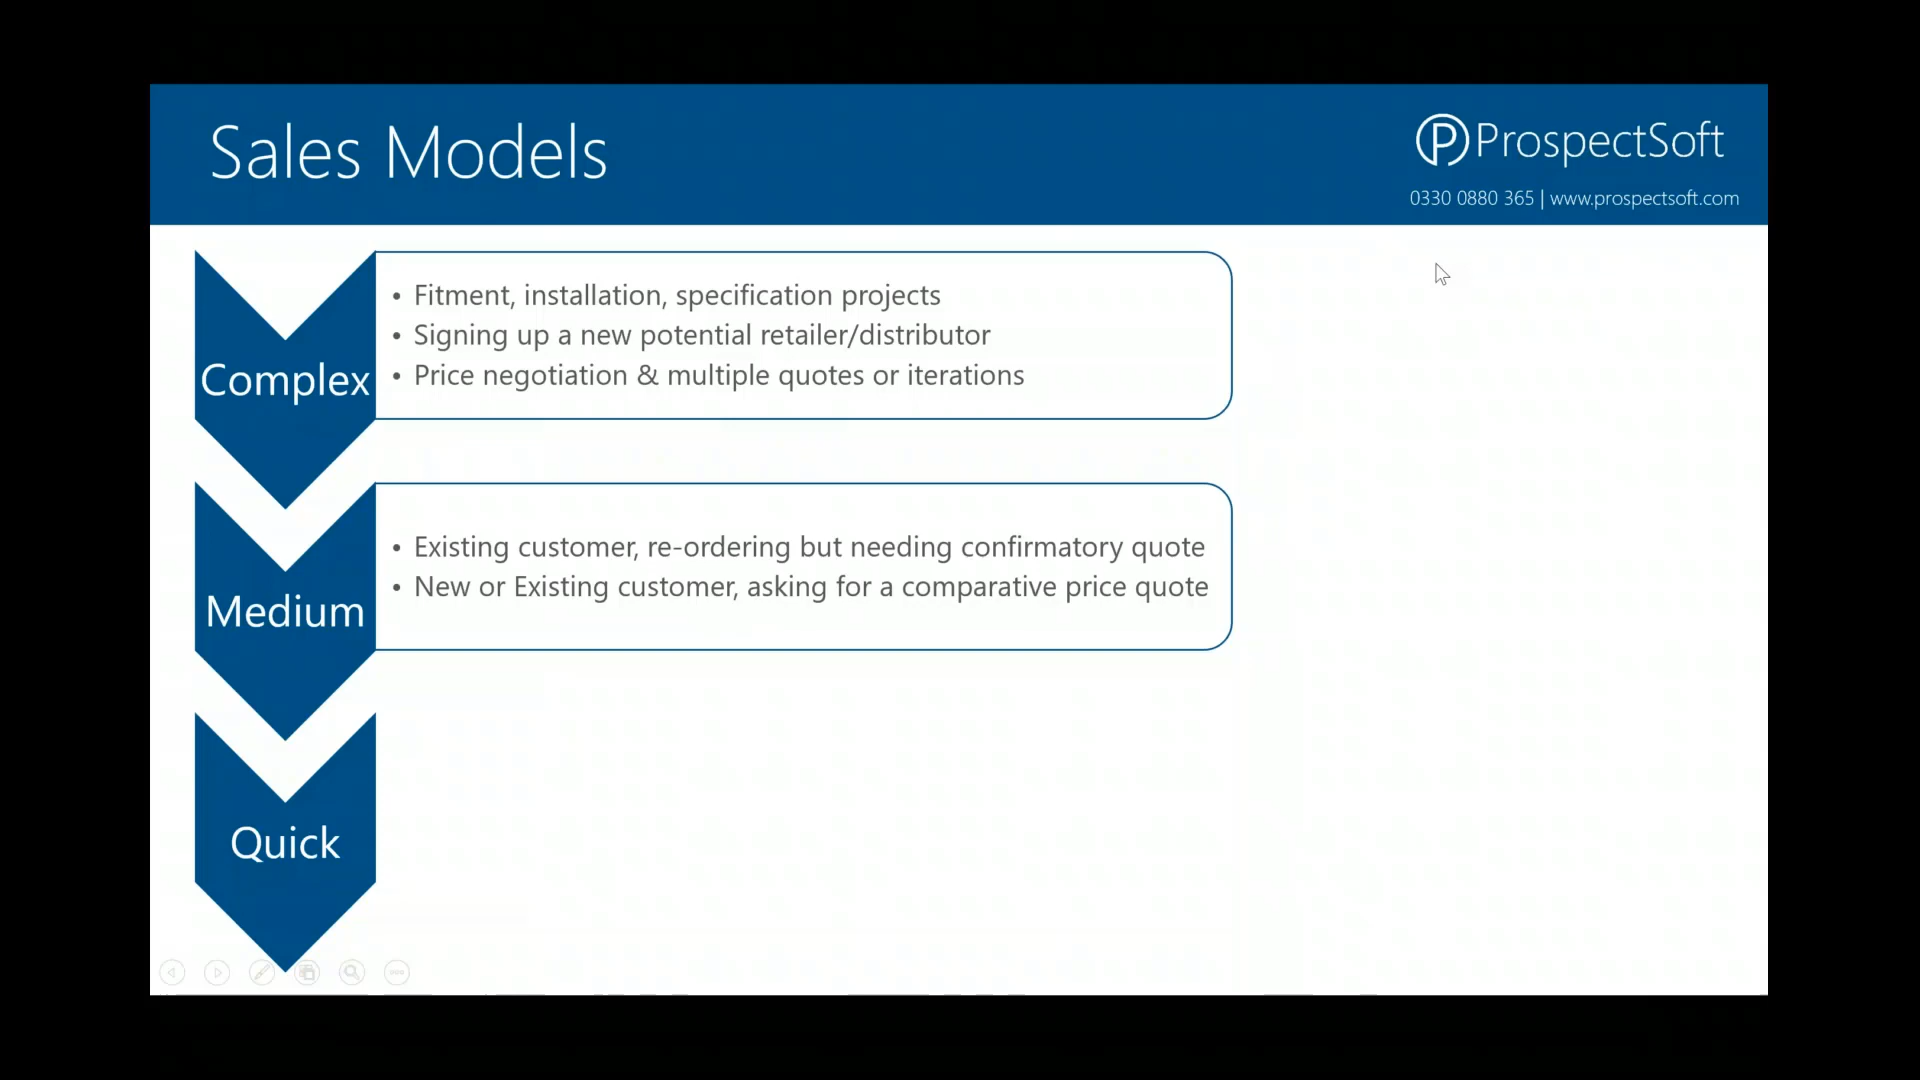 Sales Models
ProspectSoft
0330 0880 365 | www.prospectsoft.com
Complex
• Fitment, installation, specification projects
• Signing up a new potential retailer/distributor
• Price negotiation & multiple quotes or iterations
Medium
• Existing customer, re-ordering but needing confirmatory quote
• New or Existing customer, asking for a comparative price quote
Quick